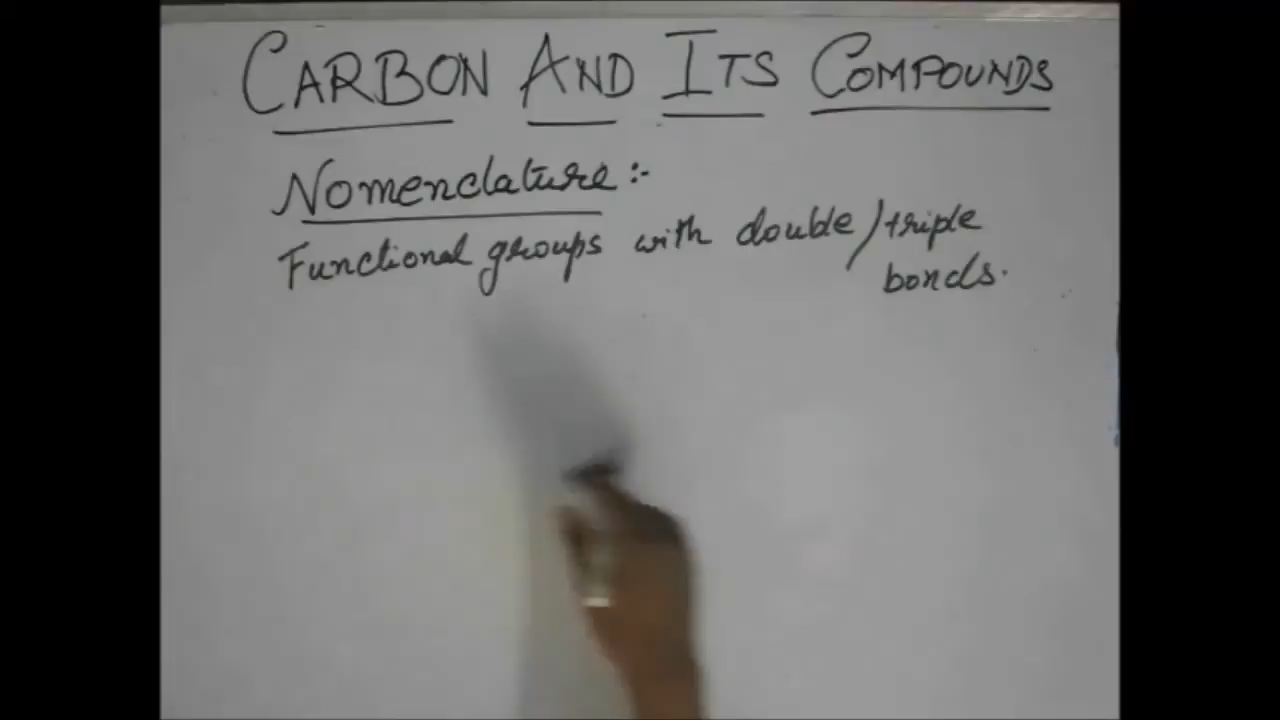 CARBON AND ITS COMPOUNDS
Nomenclature :-
Functional groups with double/triple
bonds.